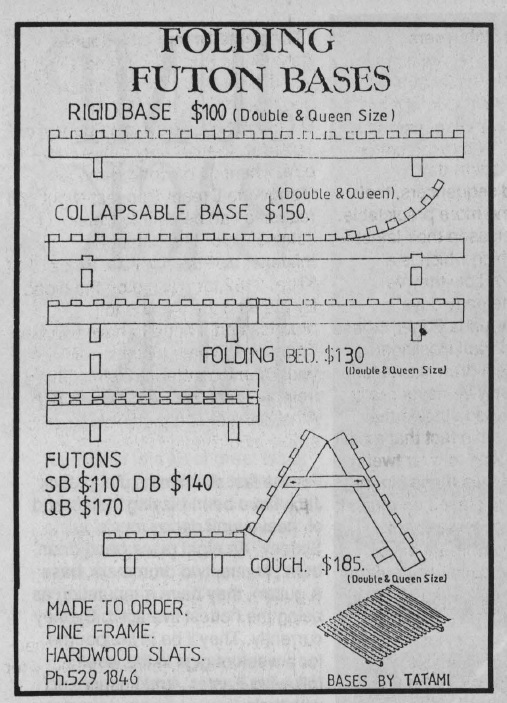 FOLDING
FUTON BASES
RIGID BASE $100 (Double & Queen Size)
(Double & Queen).
COLLAPSABLE BASE $150.
FOLDING BED. $130
(Double & Queen Size)
FUTONS
SB $110 DB $140
QB $170
COUCH. $185.
(Double & Queen Size)
MADE TO ORDER.
PINE FRAME.
HARDWOOD SLATS.
Ph.529 1846
BASES BY TATAMI